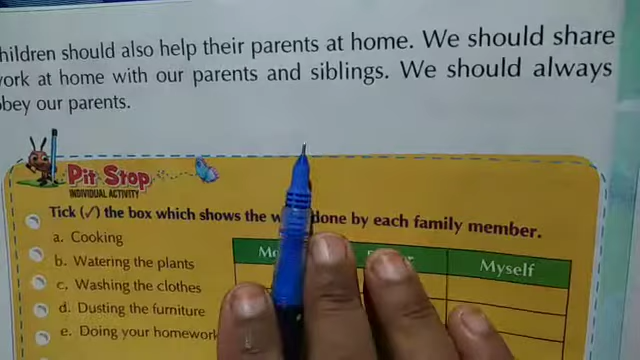 hildren should also help their parents at home. We should share
work at home with our parents and siblings. We should always
obey our parents.
Pit Stop
INDIVIDUAL ACTIVITY
Tick (✓) the box which shows the done by each family member.
a. Cooking
b. Watering the plants
c. Washing the clothes
d. Dusting the furniture
e. Doing your homework
Myself